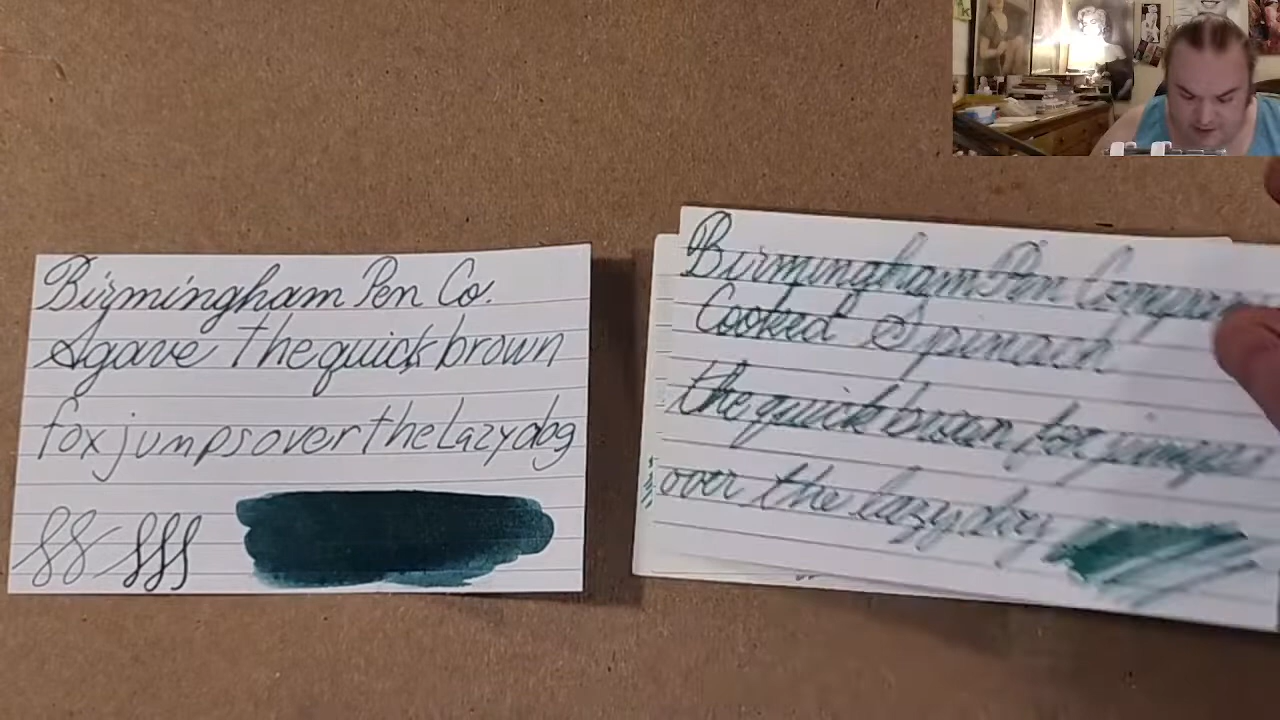 Birmingham Pen Co.
Agave the quick brown
fox jumps over the Lazy dog
Birmingham Pen Company
Cooked Spinach
the quick brown fox jumps
over the lazy dog